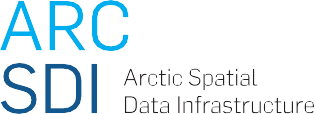 ARC
SDI
Arctic Spatial
Data Infrastructure